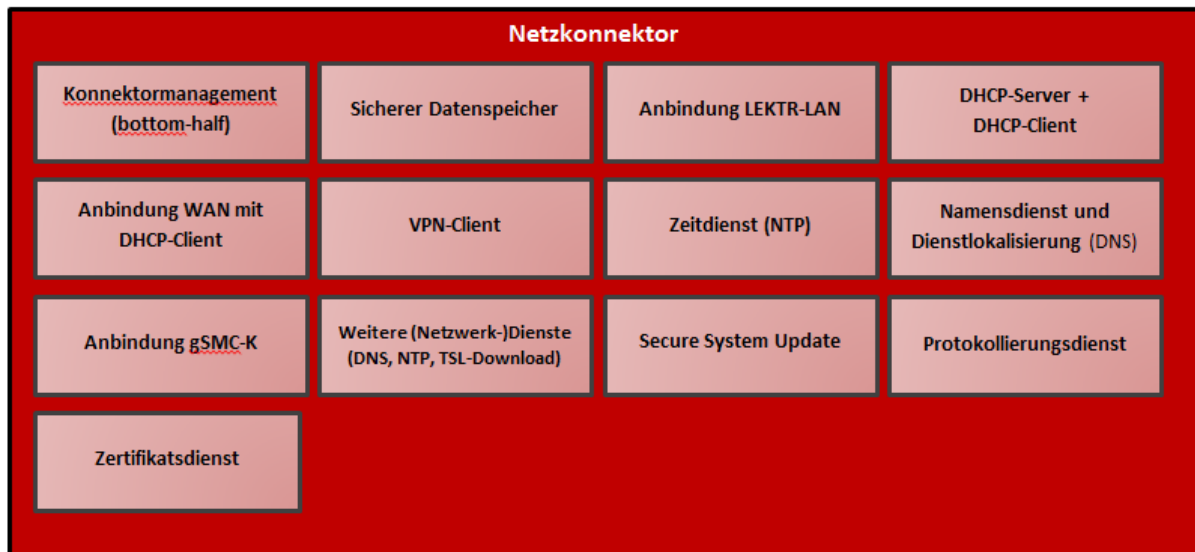 Netzkonnektor
Konnektormanagement
(bottom-half)
Sicherer Datenspeicher
Anbindung LEKTR-LAN
DHCP-Server +
DHCP-Client
Anbindung WAN mit
DHCP-Client
VPN-Client
Zeitdienst (NTP)
Namensdienst und
Dienstlokalisierung (DNS)
Anbindung gSMC-K
Weitere (Netzwerk-)Dienste
(DNS, NTP, TSL-Download)
Secure System Update
Protokollierungsdienst
Zertifikatsdienst